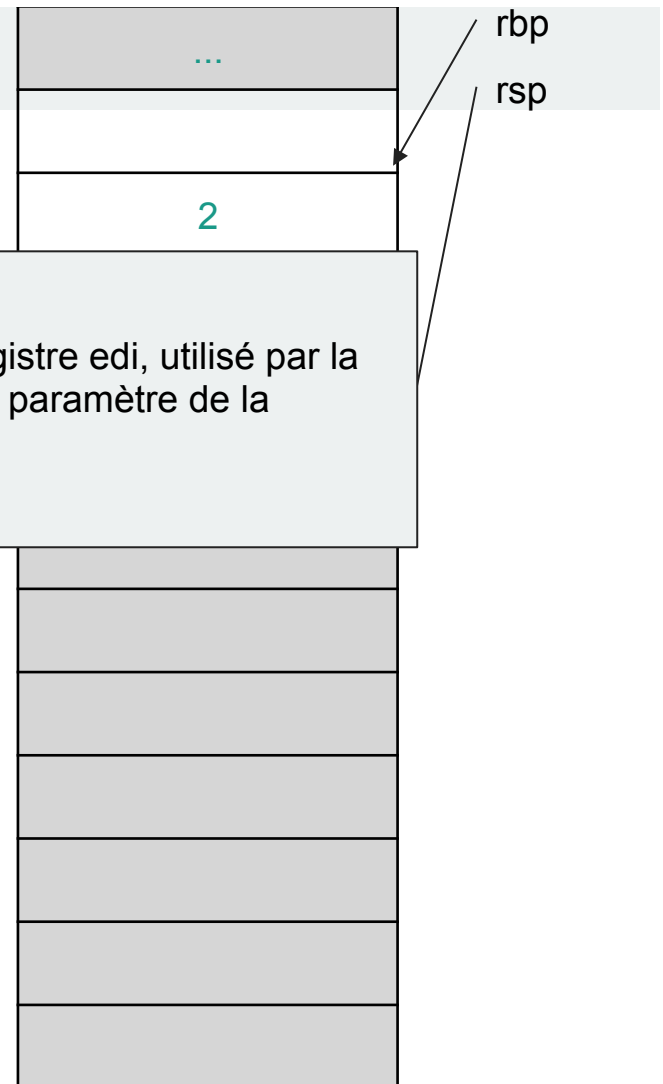 rbp
...
rsp
2
gistre edi, utilisé par la
paramètre de la